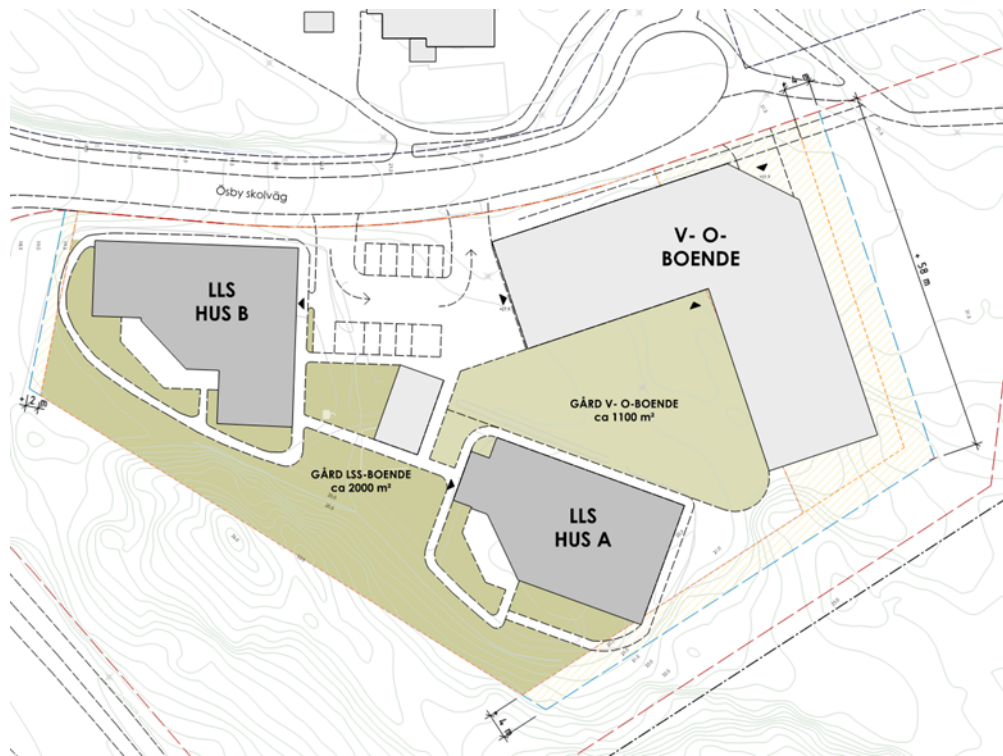 4 m
Ösby skolväg
V- O-
BOENDE
LLS
HUS B
+ 58 m
GÅRD V- O-BOENDE
ca 1100 m²
+ 2 m
GÅRD LSS-BOENDE
ca 2000 m²
LLS
HUS A
4 m